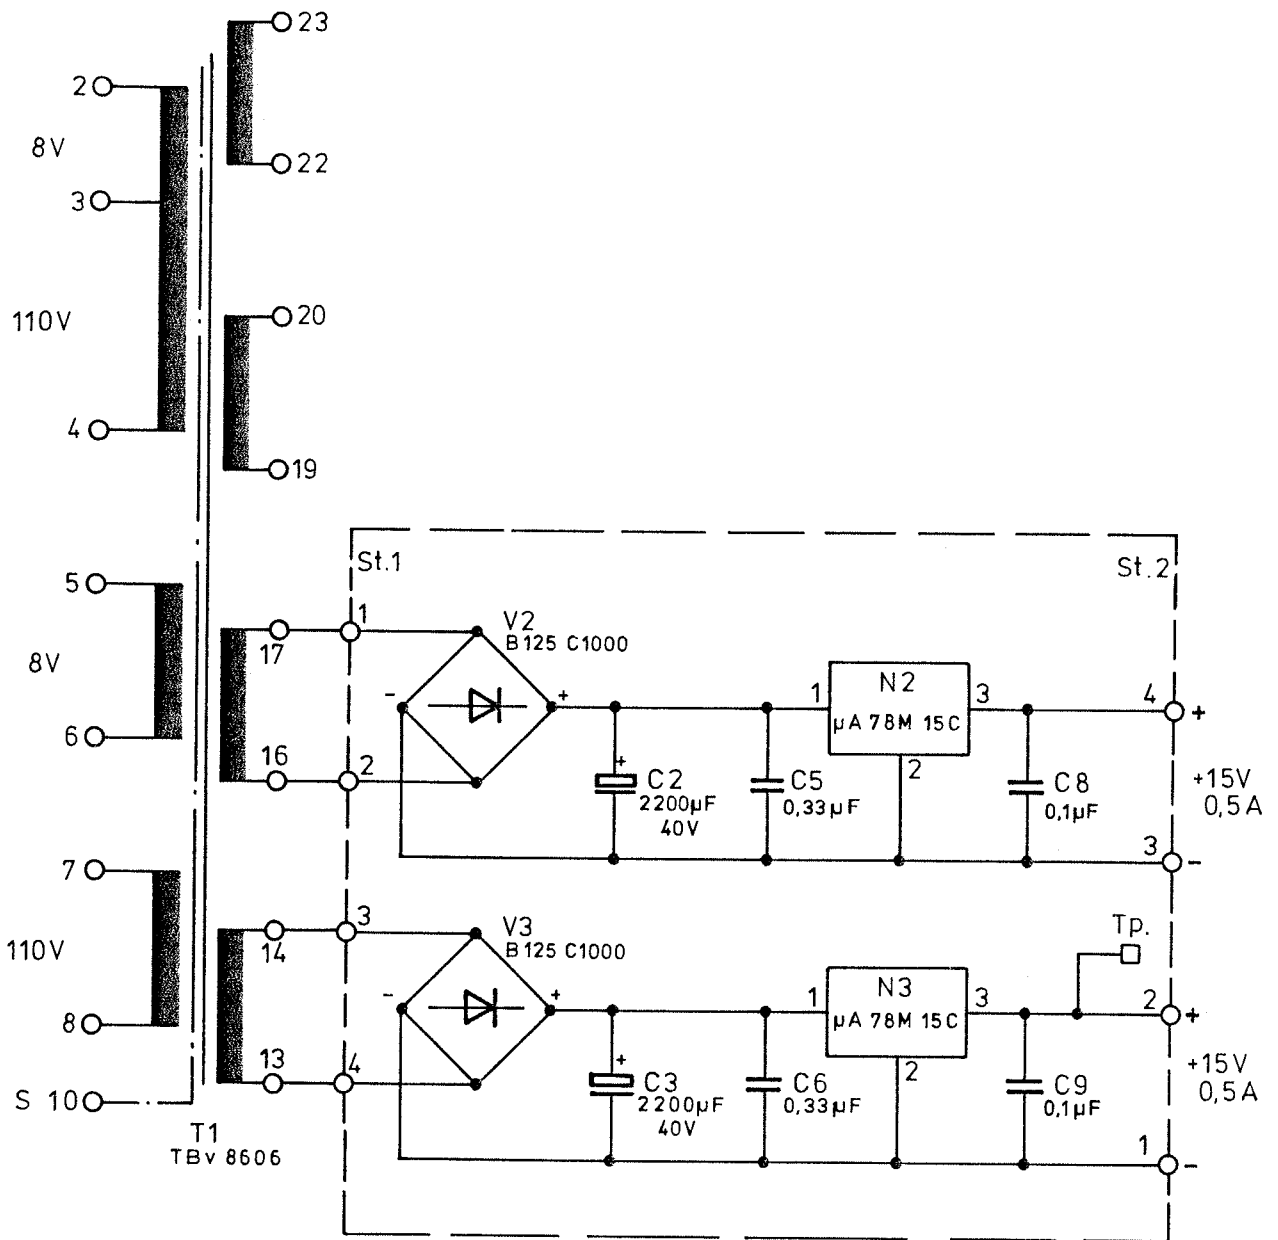 23
2
8V
22
3
20
110V
4
19
St.1
St.2
5
1
V2
B125 C1000
17
8V
1
N2
3
4
+
-
+
µA 78M 15C
6
16
2
+
C2
2200µF
40V
C5
0,33µF
2
C8
0,1µF
+15V
0,5A
3
-
7
3
V3
B125 C1000
Tp.
14
110V
-
+
1
N3
3
2
+
µA 78M 15C
8
13
4
+
C3
2200µF
40V
C6
0,33µF
2
C9
0,1µF
+15V
0,5A
S 10
T1
TBv 8606
1
-